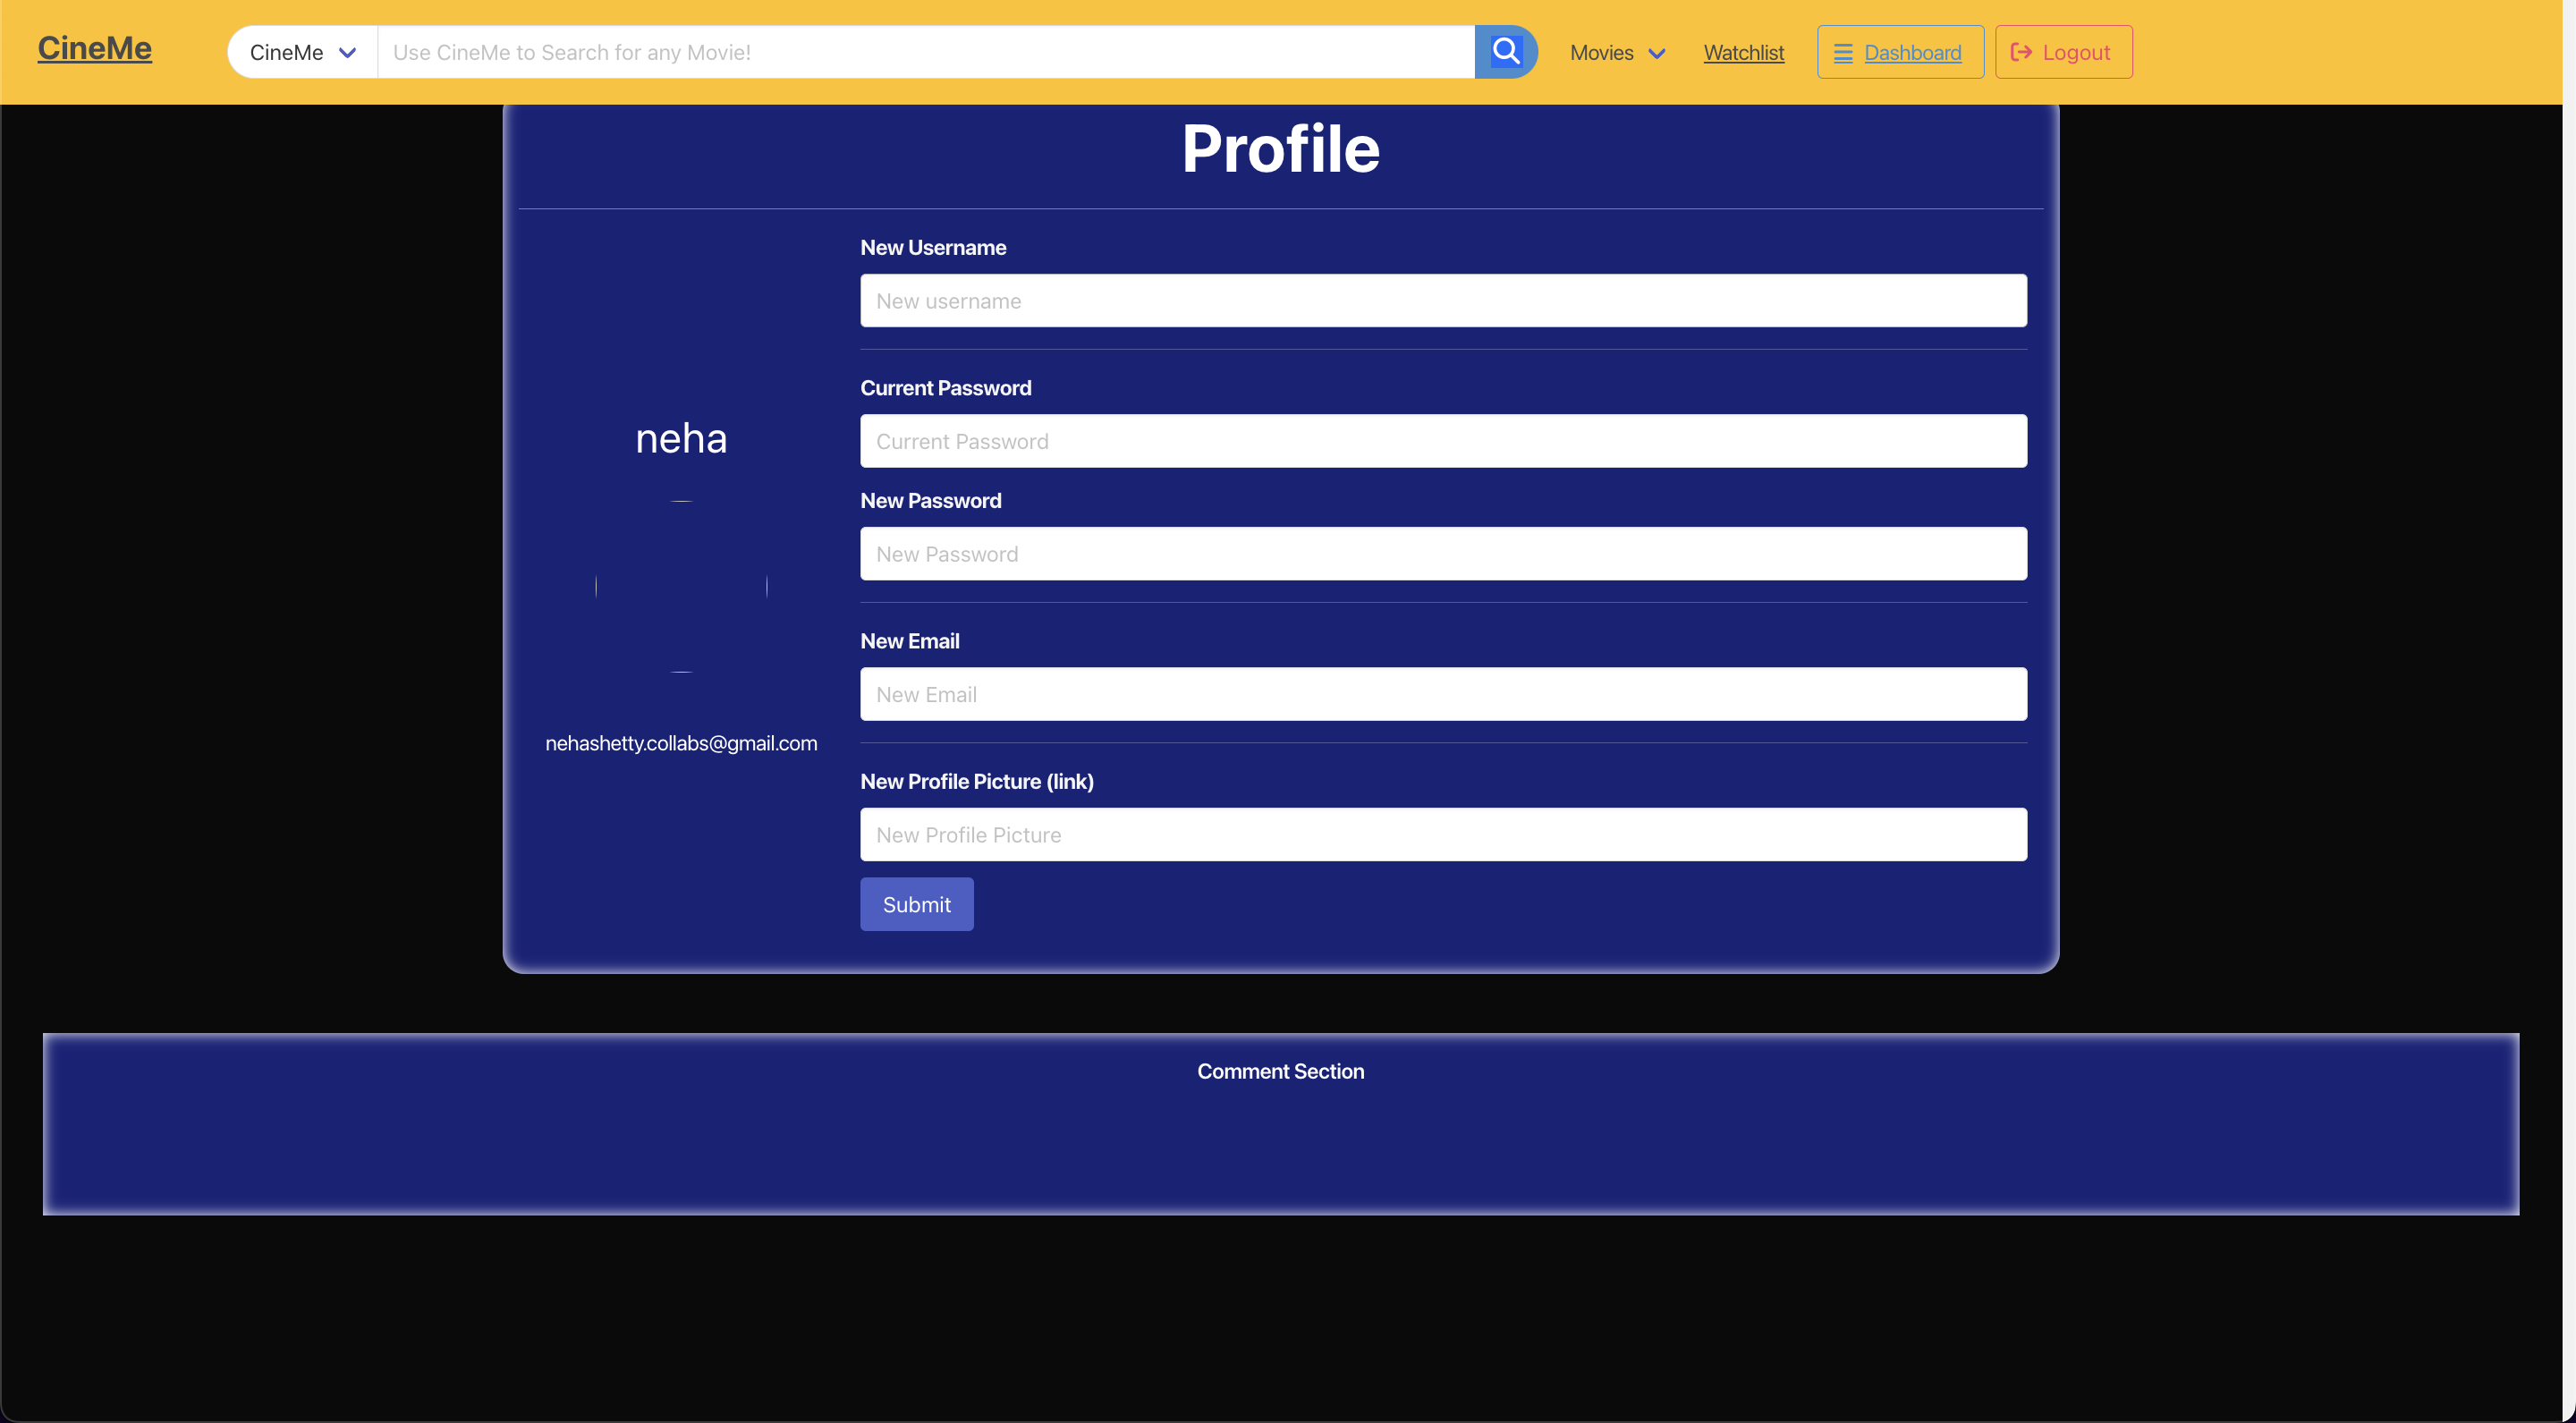 CineMe
CineMe
Use CineMe to Search for any Movie!
Movies
Watchlist
Dashboard
Logout
Profile
neha
nehashetty.collabs@gmail.com
New Username
New username
Current Password
Current Password
New Password
New Password
New Email
New Email
New Profile Picture (link)
New Profile Picture
Submit
Comment Section